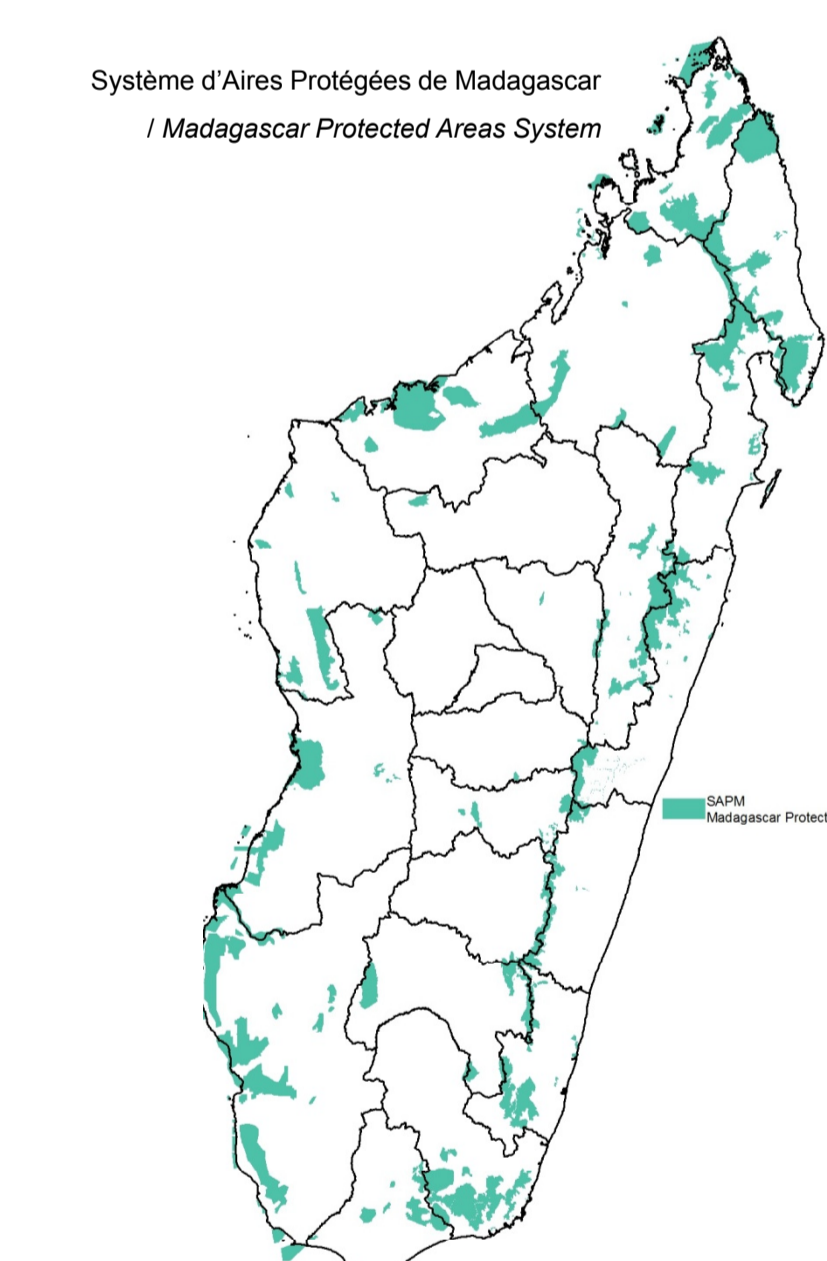 Système d’Aires Protégées de Madagascar
/ Madagascar Protected Areas System
SAPM
Madagascar Protect